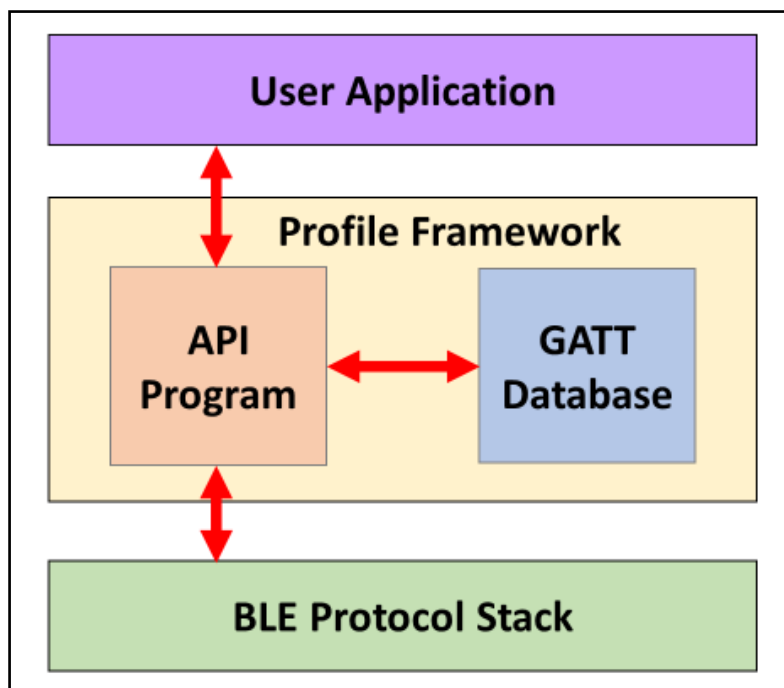 User Application
Profile Framework
API
Program
GATT
Database
BLE Protocol Stack